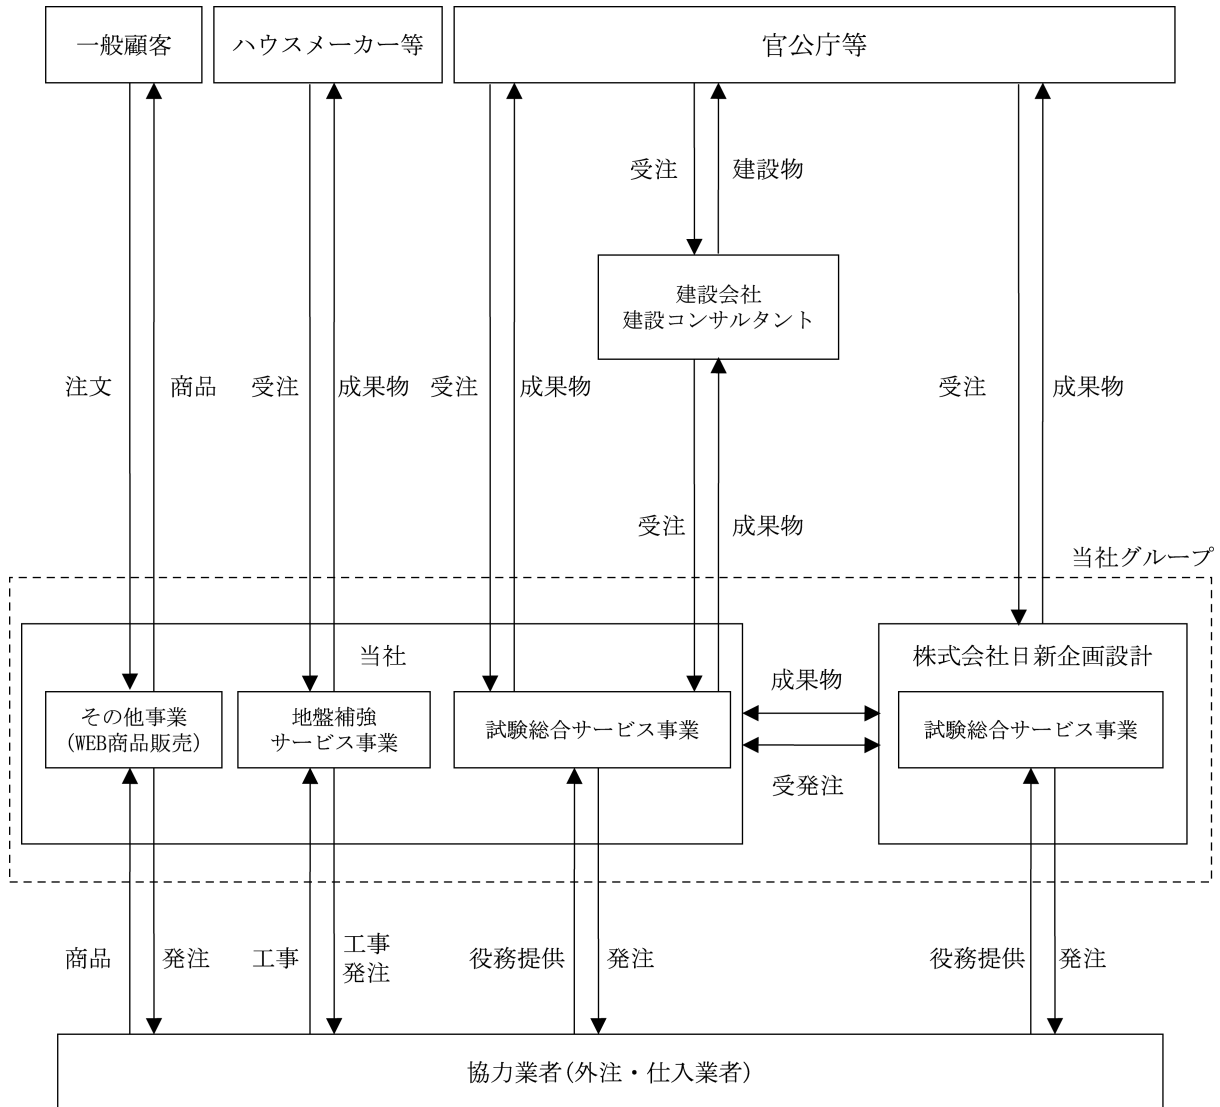 一般顧客
ハウスメーカー等
官公庁等
受注
建設物
建設会社
建設コンサルタント
注文
商品
受注
成果物
受注
成果物
受注
成果物
受注
成果物
当社グループ
当社
株式会社日新企画設計
成果物
その他事業
(WEB商品販売)
地盤補強
サービス事業
試験総合サービス事業
試験総合サービス事業
受発注
商品
発注
工事
工事
発注
役務提供
発注
役務提供
発注
協力業者(外注・仕入業者)